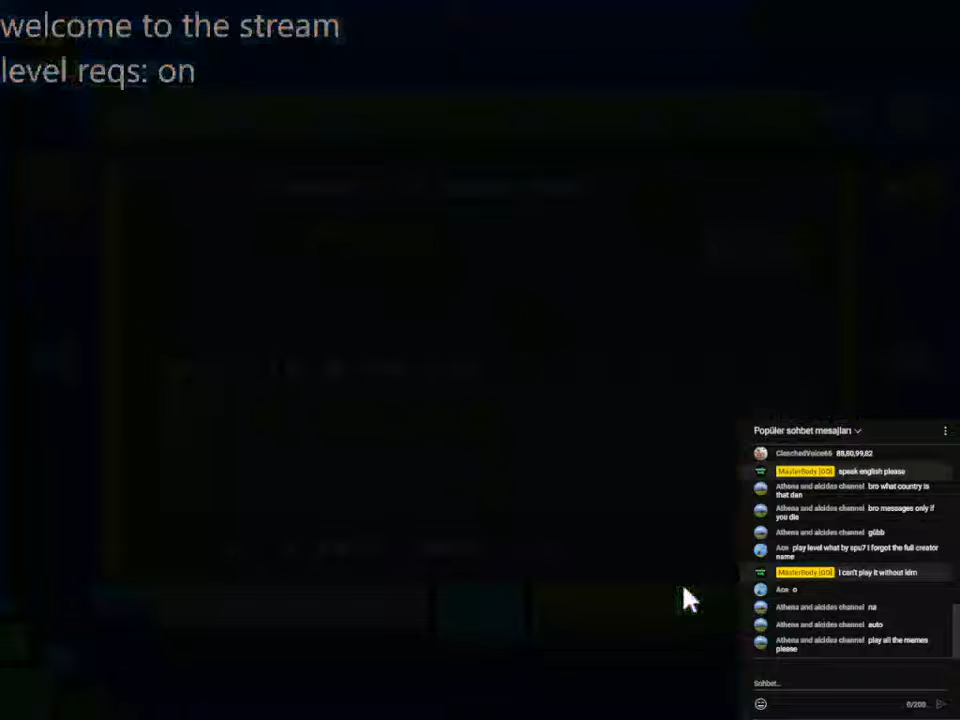 welcome to the stream
level reqs: on
Popüler sohbet mesajları
ClenchedVoice66 88,80,99,82
MasterBody [GD] speak english please
Athena and alcides channel bro what country is
that dan
Athena and alcides channel bro messages only if
you die
Athena and alcides channel gübb
Ace play level what by spu7 I forgot the full creator
name
MasterBody [GD] I can't play it without ldm
Ace o
Athena and alcides channel na
Athena and alcides channel auto
Athena and alcides channel play all the memes
please
Sohbet...
0/200